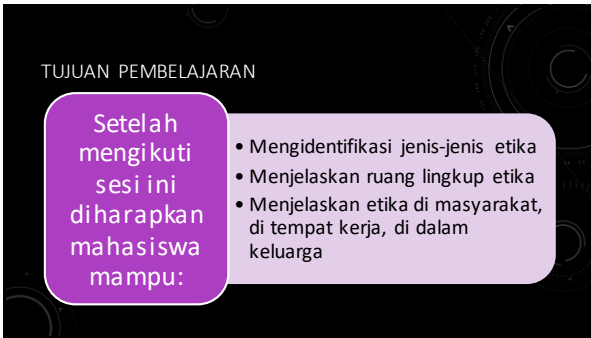 TUJUAN PEMBELAJARAN
Setelah
mengikuti
sesi ini
diharapkan
mahasiswa
mampu:
• Mengidentifikasi jenis-jenis etika
• Menjelaskan ruang lingkup etika
• Menjelaskan etika di masyarakat,
di tempat kerja, di dalam
keluarga